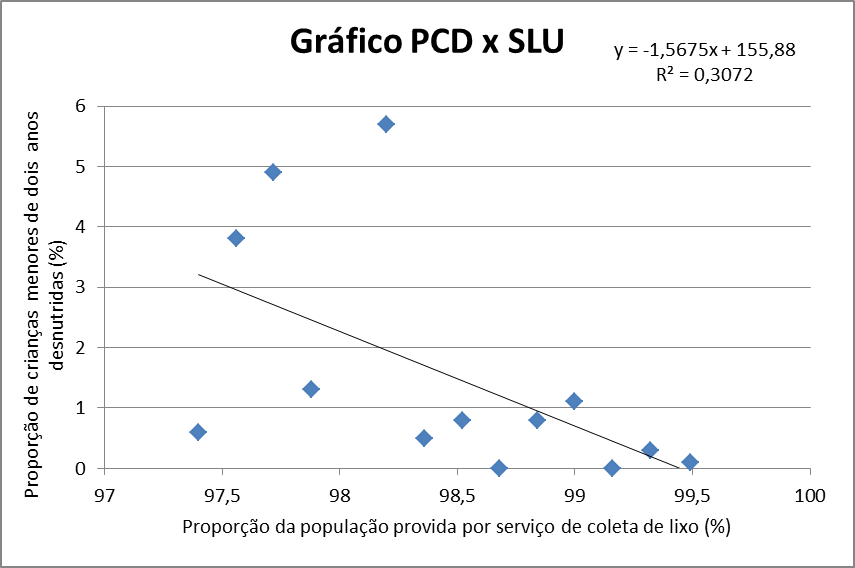 Gráfico PCD x SLU
y = -1,5675x + 155,88
R² = 0,3072
Proporção de crianças menores de dois anos
desnutridas (%)
6
5
4
3
2
1
0
97 97,5 98 98,5 99 99,5 100
Proporção da população provida por serviço de coleta de lixo (%)